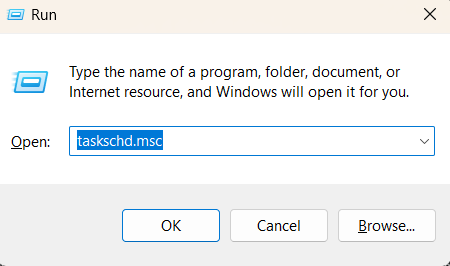 Run
Type the name of a program, folder, document, or
Internet resource, and Windows will open it for you.
Open: taskschd.msc
OK Cancel Browse...